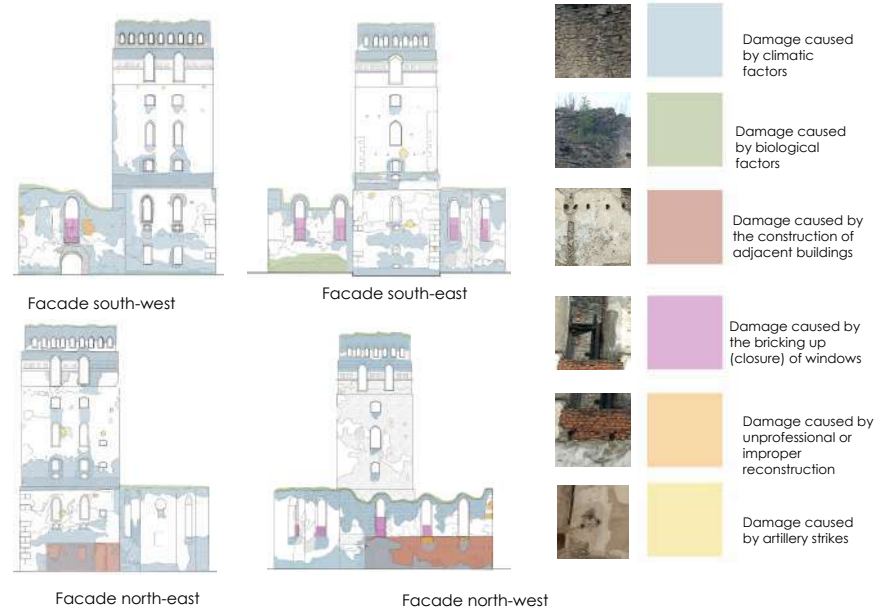 Facade south-west
Facade south-east
Facade north-east
Facade north-west
Damage caused
by climatic
factors
Damage caused
by biological
factors
Damage caused by
the construction of
adjacent buildings
Damage caused by
the bricking up
(closure) of windows
Damage caused by
unprofessional or
improper
reconstruction
Damage caused
by artillery strikes